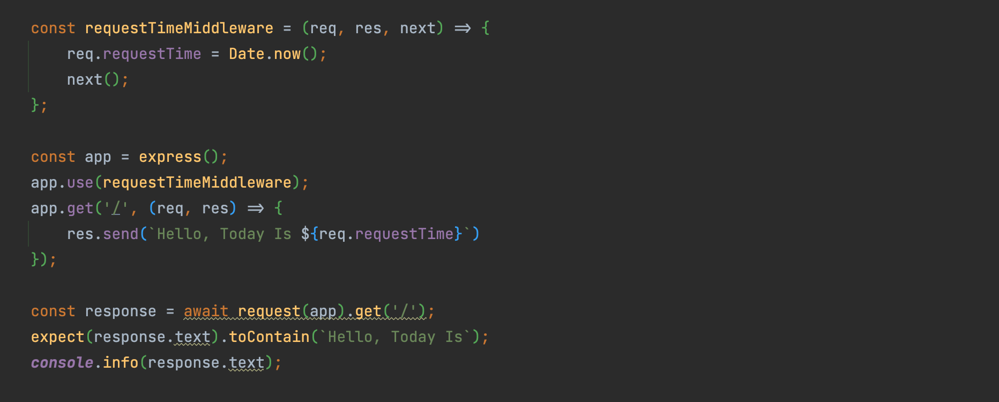 const requestTimeMiddleware = (req, res, next) => {
    req.requestTime = Date.now();
    next();
};

const app = express();
app.use(requestTimeMiddleware);
app.get('/', (req, res) => {
    res.send(`Hello, Today Is ${req.requestTime}`)
});

const response = await request(app).get('/');
expect(response.text).toContain(`Hello, Today Is`);
console.info(response.text);